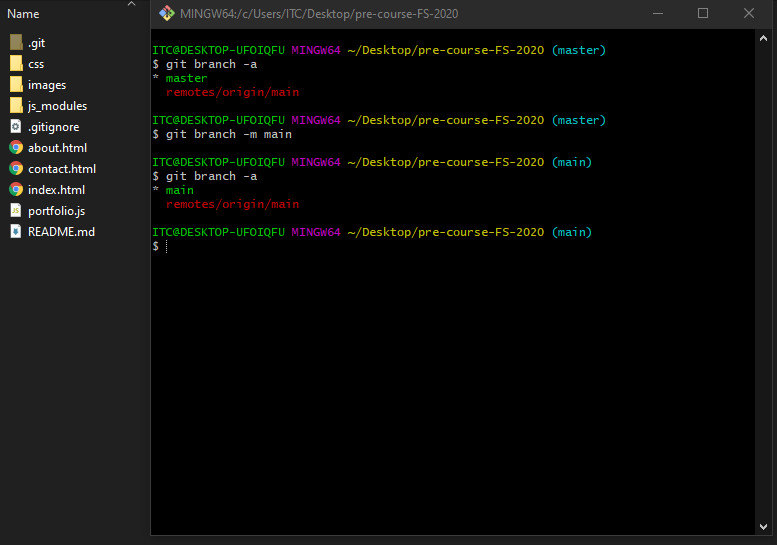 Name
.git
css
images
js_modules
.gitignore
about.html
contact.html
index.html
portfolio.js
README.md
MINGW64:/c/Users/ITC/Desktop/pre-course-FS-2020
ITC@DESKTOP-UFOIQFU MINGW64 ~/Desktop/pre-course-FS-2020 (master)
$ git branch -a
* master
  remotes/origin/main
ITC@DESKTOP-UFOIQFU MINGW64 ~/Desktop/pre-course-FS-2020 (master)
$ git branch -m main
ITC@DESKTOP-UFOIQFU MINGW64 ~/Desktop/pre-course-FS-2020 (main)
$ git branch -a
* main
  remotes/origin/main
ITC@DESKTOP-UFOIQFU MINGW64 ~/Desktop/pre-course-FS-2020 (main)
$